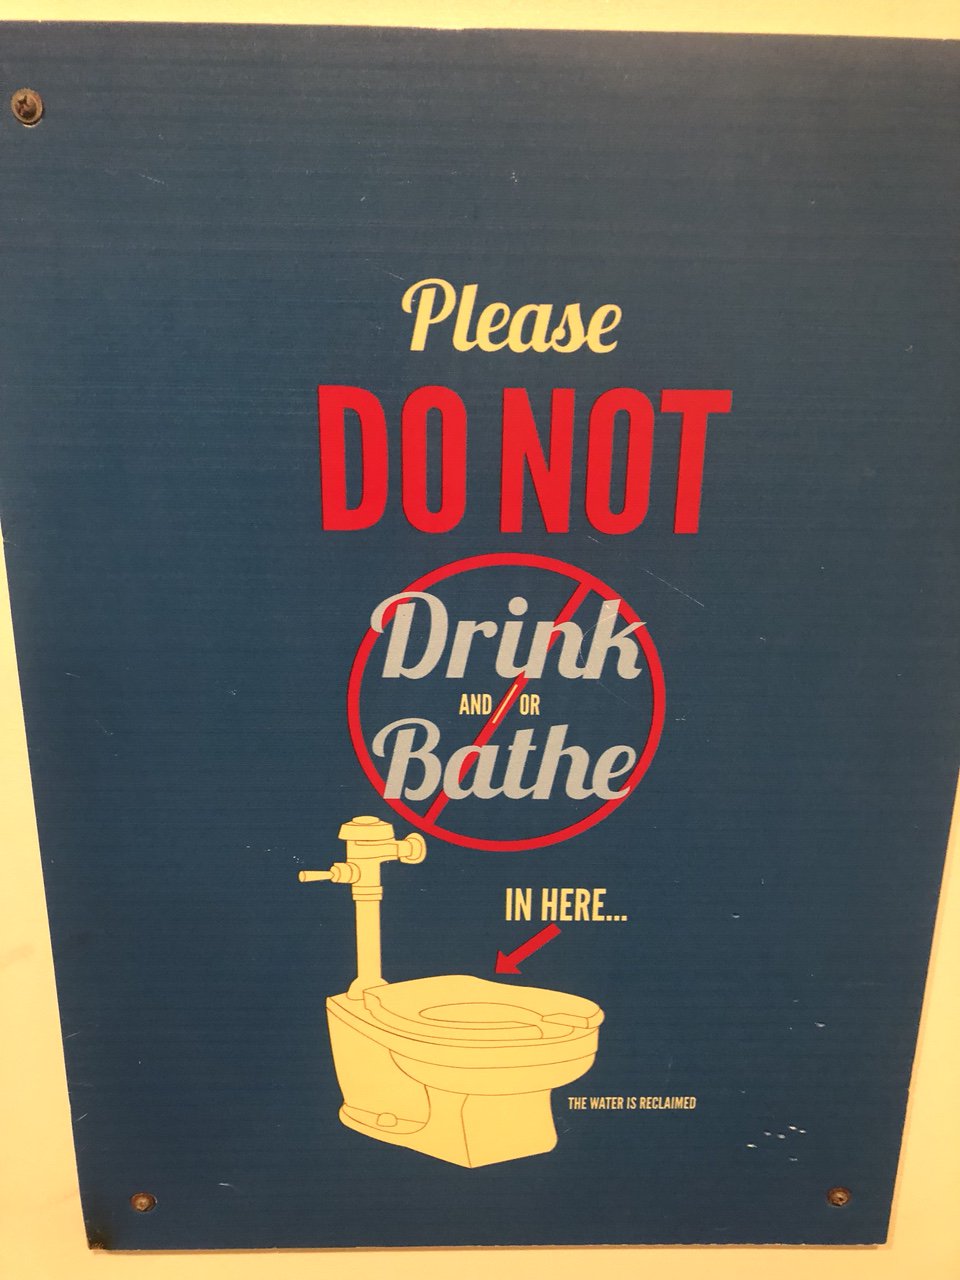 Please
DO NOT
Drink
AND / OR
Bathe
IN HERE...
THE WATER IS RECLAIMED